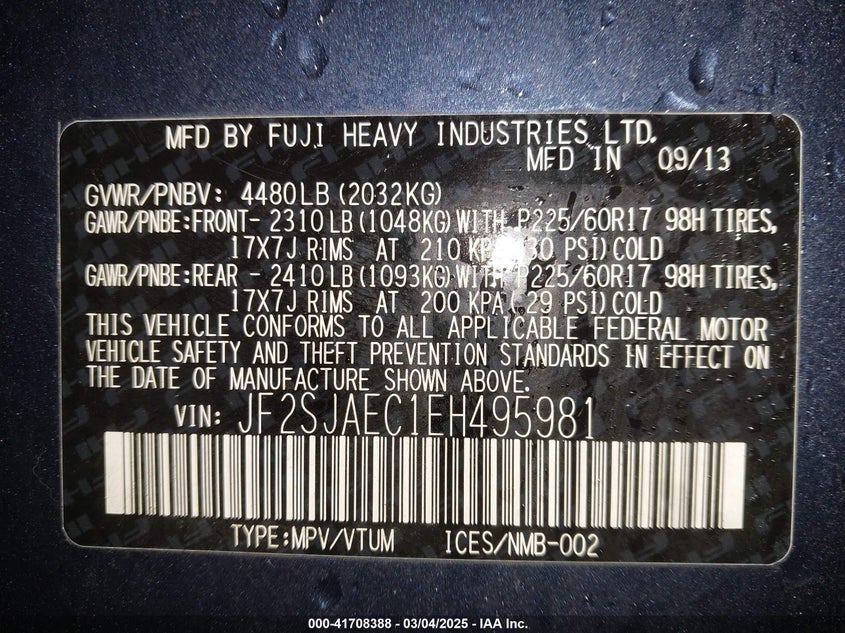 MFD BY FUJI HEAVY INDUSTRIES LTD.
MFD IN 09/13
GVWR/PNBV: 4480LB (2032KG)
GAWR/PNBE:FRONT- 2310 LB (1048KG) WITH P225/60R17 98H TIRES,
17X7J RIMS AT 210 KPA (30 PSI) COLD
GAWR/PNBE:REAR - 2410 LB (1093KG) WITH P225/60R17 98H TIRES,
17X7J RIMS AT 200 KPA (29 PSI) COLD
THIS VEHICLE CONFORMS TO ALL APPLICABLE FEDERAL MOTOR
VEHICLE SAFETY AND THEFT PREVENTION STANDARDS IN EFFECT ON
THE DATE OF MANUFACTURE SHOWN ABOVE.
VIN: JF2SJAEC1EH495981
TYPE:MPV/VTUM ICES/NMB-002
000-41708388 - 03/04/2025 - IAA Inc.